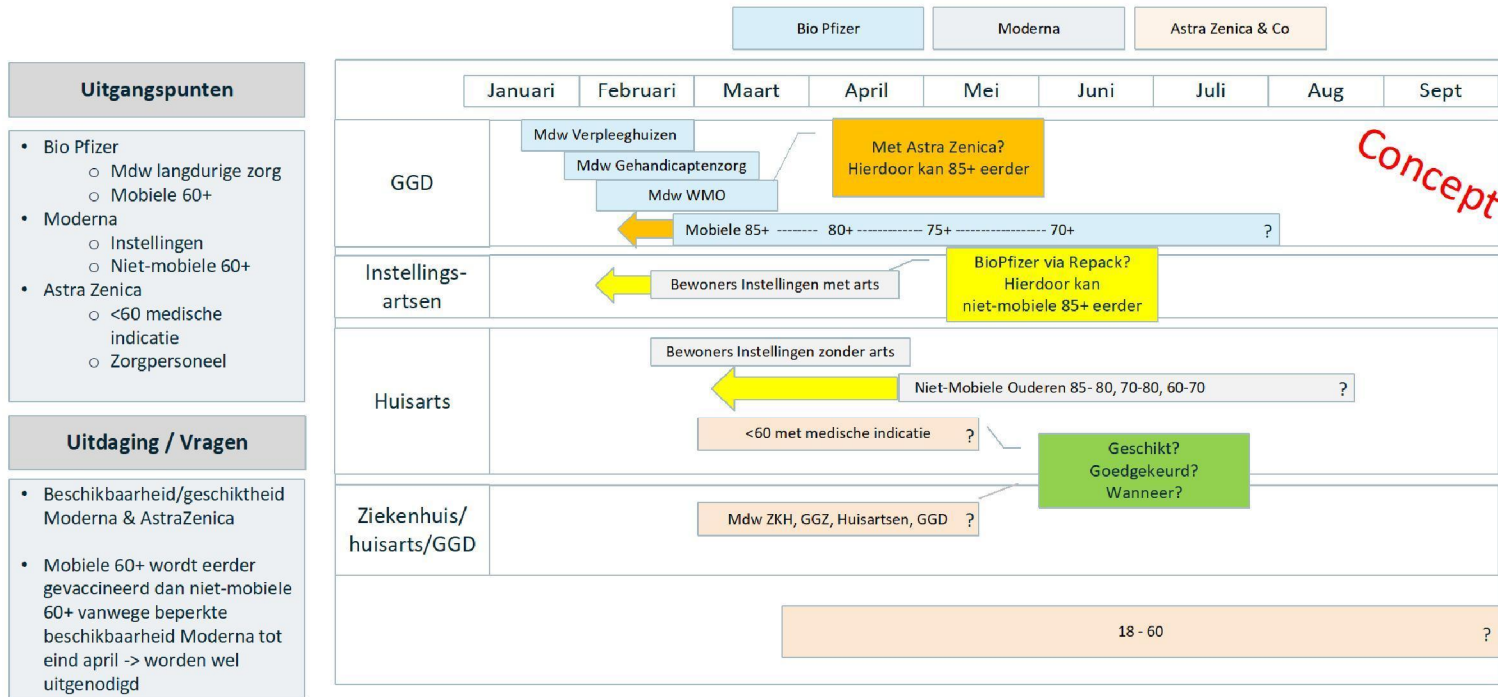 Bio Pfizer
Moderna
Astra Zenica & Co
Uitgangspunten
• Bio Pfizer
o Mdw langdurige zorg
o Mobiele 60+
• Moderna
o Instellingen
o Niet-mobiele 60+
• Astra Zenica
o <60 medische
indicatie
o Zorgpersoneel
Uitdaging / Vragen
• Beschikbaarheid/geschiktheid
Moderna & AstraZenica
• Mobiele 60+ wordt eerder
gevaccineerd dan niet-mobiele
60+ vanwege beperkte
beschikbaarheid Moderna tot
eind april -> worden wel
uitgenodigd
Januari
Februari
Maart
April
Mei
Juni
Juli
Aug
Sept
Concept
GGD
Mdw Verpleeghuizen
Mdw Gehandicaptenzorg
Mdw WMO
Met Astra Zenica?
Hierdoor kan 85+ eerder
Mobiele 85+ -------- 80+ ------------ 75+ ----------------- 70+ ?
Instellings-
artsen
Bewoners Instellingen met arts
BioPfizer via Repack?
Hierdoor kan
niet-mobiele 85+ eerder
Huisarts
Bewoners Instellingen zonder arts
Niet-Mobiele Ouderen 85- 80, 70-80, 60-70 ?
<60 met medische indicatie ?
Geschikt?
Goedgekeurd?
Wanneer?
Ziekenhuis/
huisarts/GGD
Mdw ZKH, GGZ, Huisartsen, GGD ?
18 - 60 ?